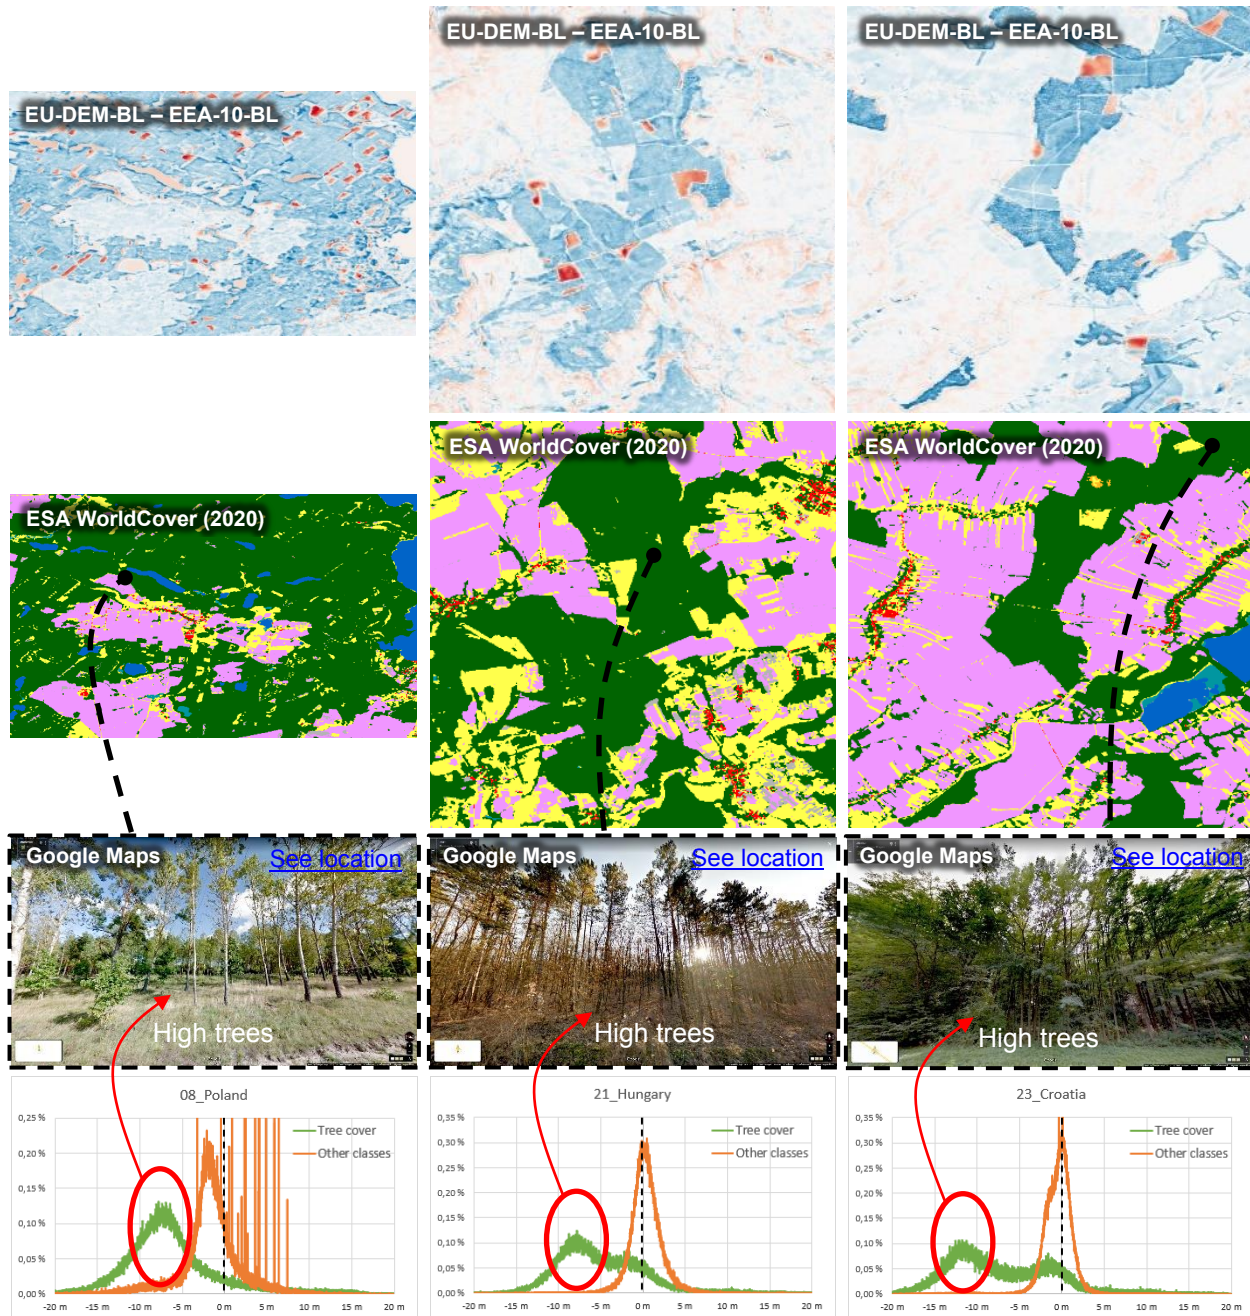 EU-DEM-BL – EEA-10-BL
EU-DEM-BL – EEA-10-BL
EU-DEM-BL – EEA-10-BL
ESA WorldCover (2020)
ESA WorldCover (2020)
ESA WorldCover (2020)
Google Maps
See location
High trees
Google Maps
See location
High trees
Google Maps
See location
High trees
08_Poland
0,25 %
0,20 %
0,15 %
0,10 %
0,05 %
0,00 %
Tree cover
Other classes
-20 m -15 m -10 m -5 m 0 m 5 m 10 m 15 m 20 m
21_Hungary
0,35 %
0,30 %
0,25 %
0,20 %
0,15 %
0,10 %
0,05 %
0,00 %
Tree cover
Other classes
-20 m -15 m -10 m -5 m 0 m 5 m 10 m 15 m 20 m
23_Croatia
0,35 %
0,30 %
0,25 %
0,20 %
0,15 %
0,10 %
0,05 %
0,00 %
Tree cover
Other classes
-20 m -15 m -10 m -5 m 0 m 5 m 10 m 15 m 20 m